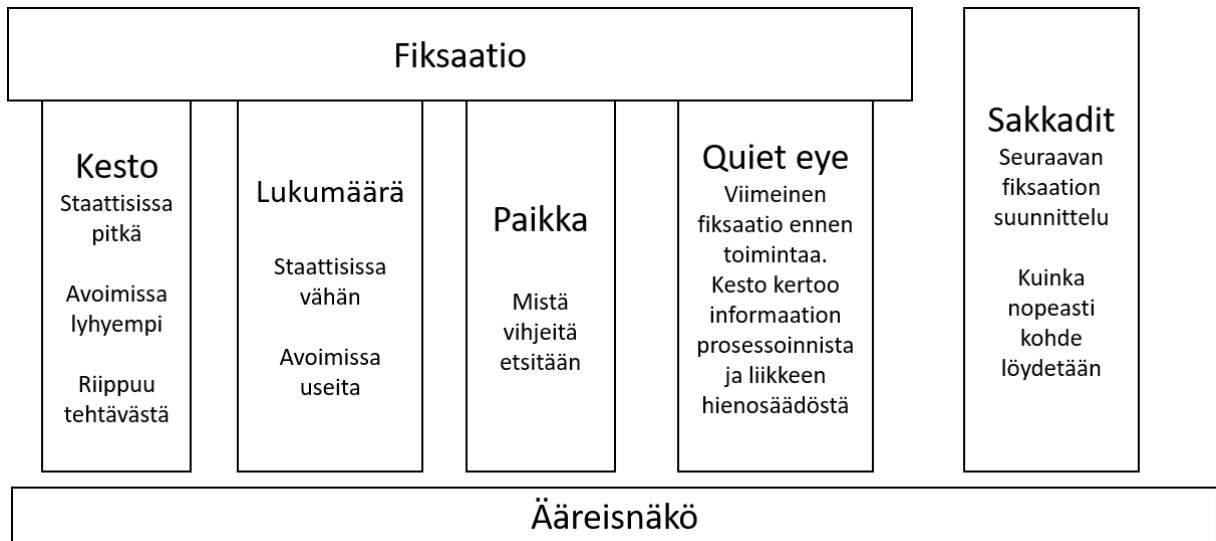 Fiksaatio
Kesto
Staattisissa
pitkä
Avoimissa
lyhyempi
Riippuu
tehtävästä
Lukumäärä
Staattisissa
vähän
Avoimissa
useita
Paikka
Mistä
vihjeitä
etsitään
Quiet eye
Viimeinen
fiksaatio ennen
toimintaa.
Kesto kertoo
informaation
prosessoinnista
ja liikkeen
hienosäädöstä
Sakkadit
Seuraavan
fiksaation
suunnittelu
Kuinka
nopeasti
kohde
löydetään
Ääreisnäkö